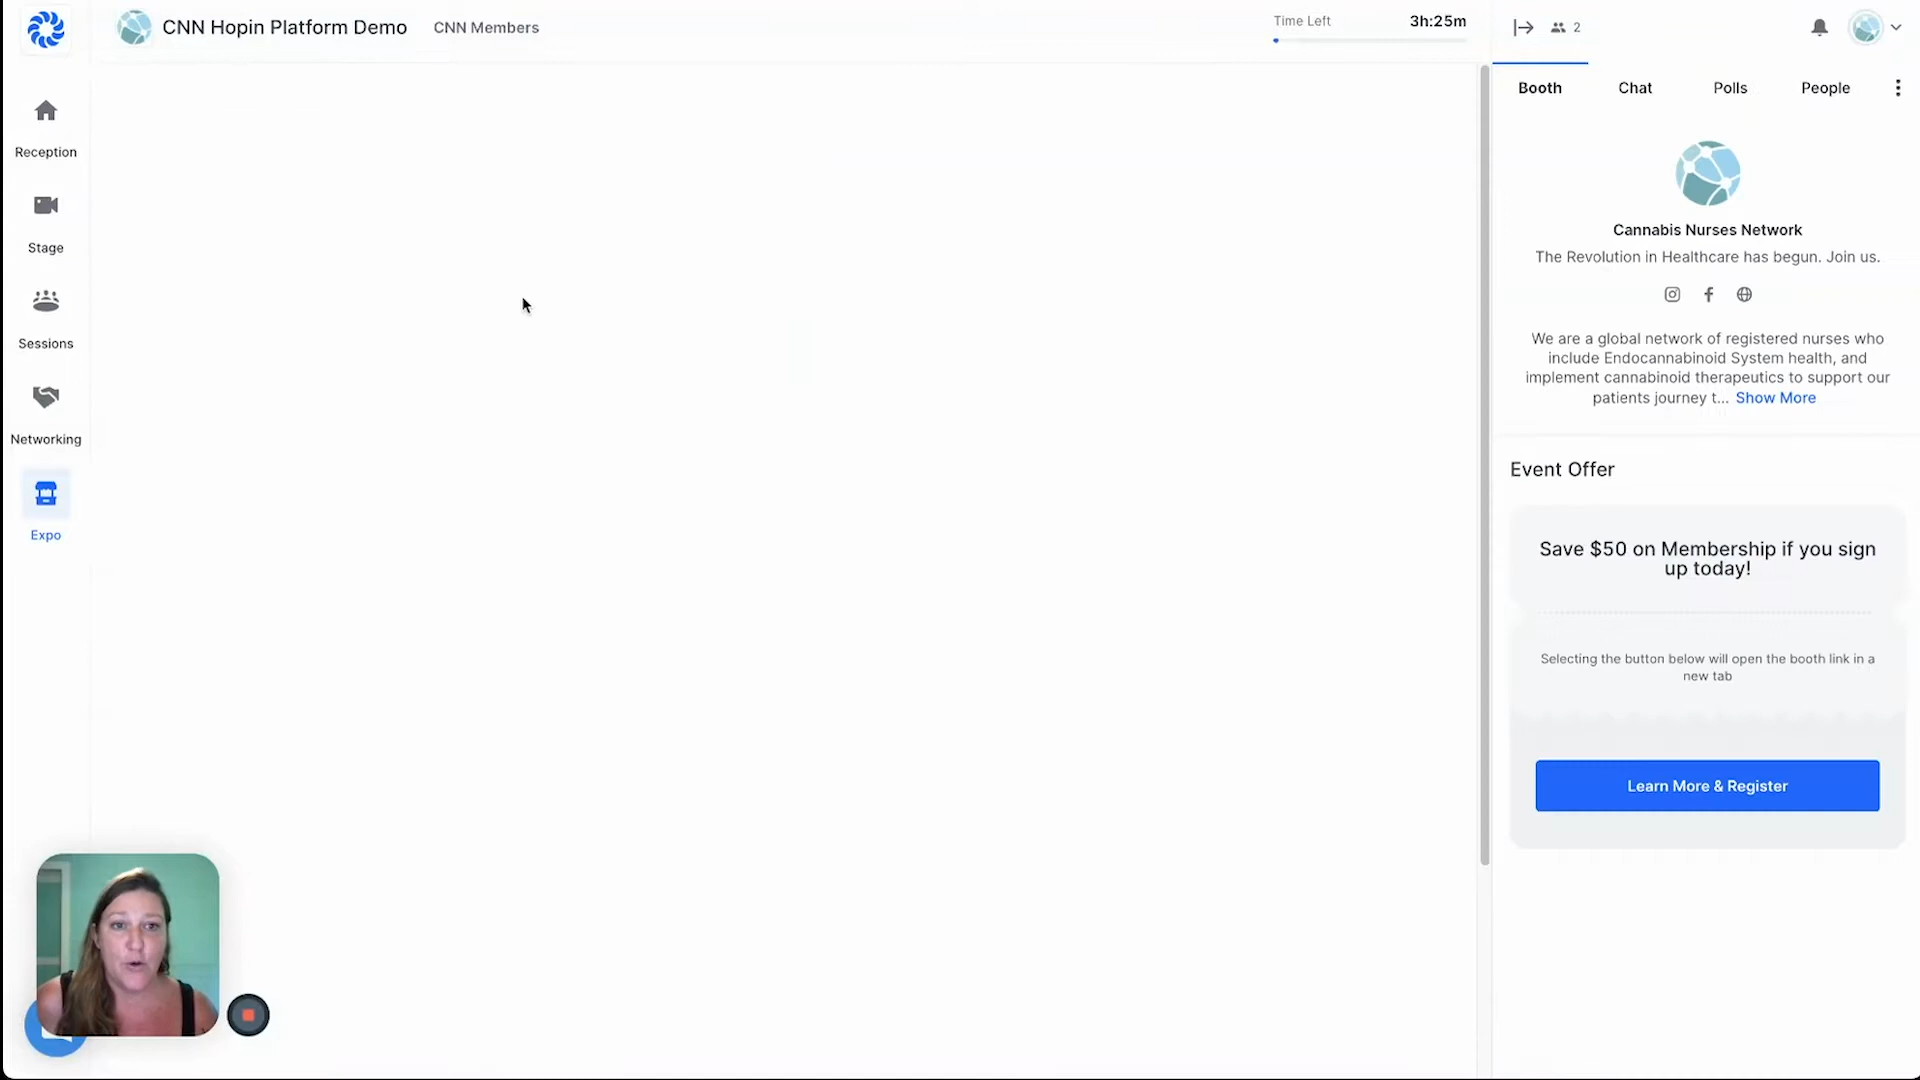 CNN Hopin Platform Demo
CNN Members
Time Left
3h:25m
2
Reception
Stage
Sessions
Networking
Expo
Booth
Chat
Polls
People
Cannabis Nurses Network
The Revolution in Healthcare has begun. Join us.
We are a global network of registered nurses who
include Endocannabinoid System health, and
implement cannabinoid therapeutics to support our
patients journey t... Show More
Event Offer
Save $50 on Membership if you sign
up today!
Selecting the button below will open the booth link in a
new tab
Learn More & Register